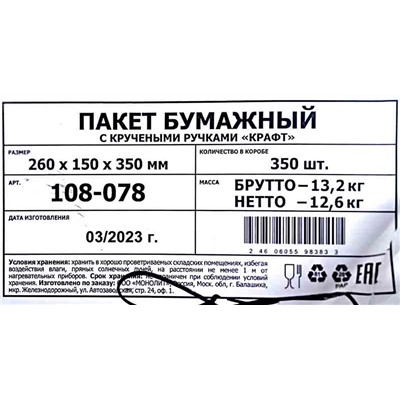 ПАКЕТ БУМАЖНЫЙ
С КРУЧЕНЫМИ РУЧКАМИ «КРАФТ»
РАЗМЕР
260 х 150 х 350 мм
КОЛИЧЕСТВО В КОРОБЕ
350 шт.
АРТ.
108-078
МАССА
БРУТТО – 13,2 кг
НЕТТО – 12,6 кг
ДАТА ИЗГОТОВЛЕНИЯ
03/2023 г.
2 46 06055 98383 3
Условия хранения: хранить в хорошо проветриваемых складских помещениях, избегая
воздействия влаги, прямых солнечных лучей, на расстоянии не менее 1 м от
нагревательных приборов. Срок хранения: не ограничен при соблюдении условий
хранения. Изготовлено по заказу: ООО «МОНОЛИТ», Россия, Моск. обл, г. Балашиха,
мкр. Железнодорожный, ул. Автозаводская, стр. 24, оф. 1.
PAP
EAC